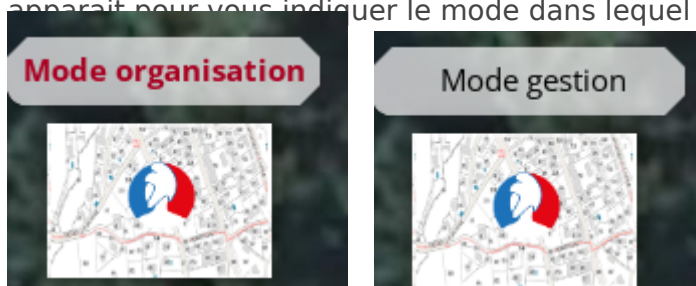 apparait pour vous indiquer le mode dans lequel
Mode organisation
Mode gestion